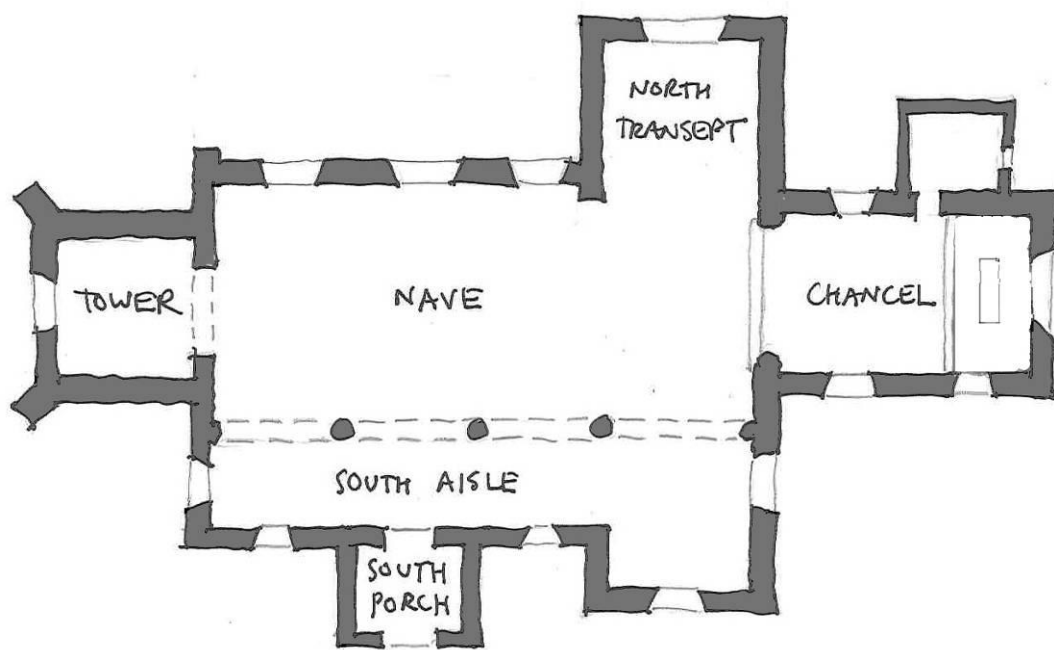 NORTH
TRANSEPT
TOWER
NAVE
CHANCEL
SOUTH AISLE
SOUTH
PORCH